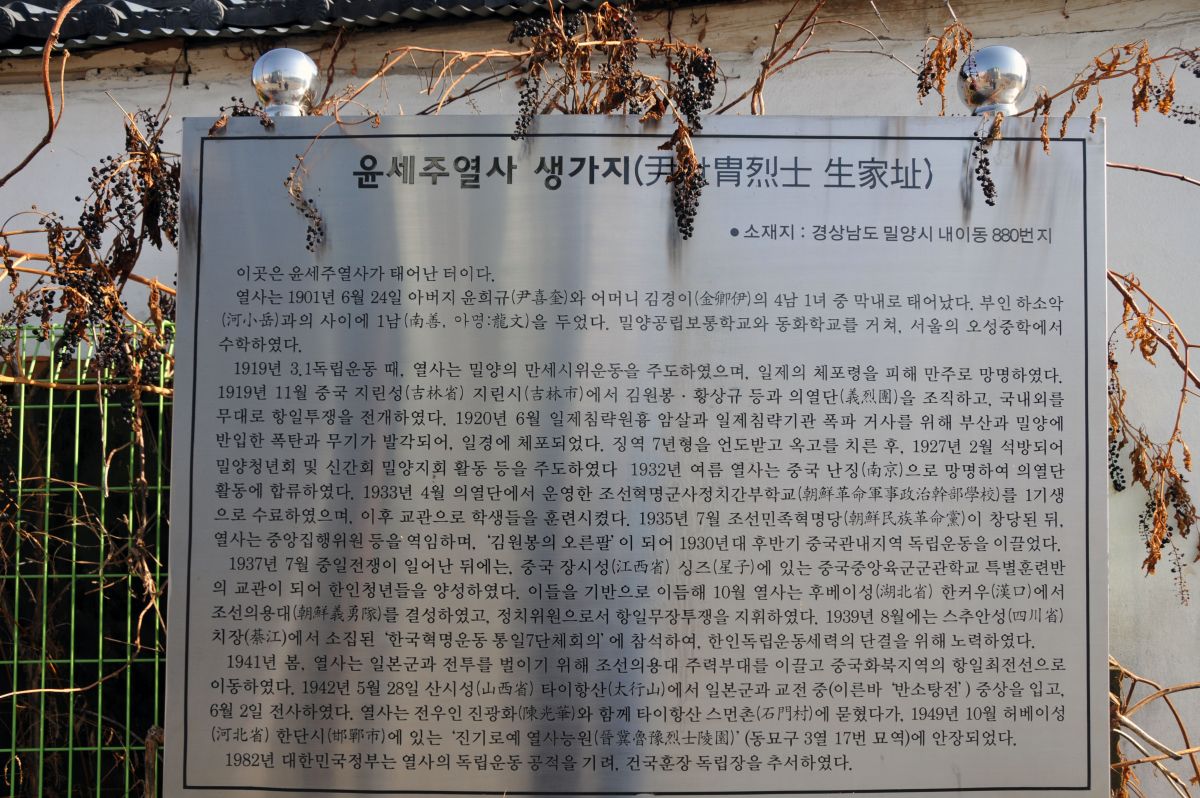 윤세주열사 생가지(尹世冑烈士 生家址)
● 소재지 : 경상남도 밀양시 내이동 880번지
이곳은 윤세주열사가 태어난 터이다.
열사는 1901년 6월 24일 아버지 윤희규(尹喜奎)와 어머니 김경이(金卿伊)의 4남 1녀 중 막내로 태어났다. 부인 하소악
(河小岳)과의 사이에 1남(南善, 아명:龍文)을 두었다. 밀양공립보통학교와 동화학교를 거쳐, 서울의 오성중학에서
수학하였다.
1919년 3.1독립운동 때, 열사는 밀양의 만세시위운동을 주도하였으며, 일제의 체포령을 피해 만주로 망명하였다.
1919년 11월 중국 지린성(吉林省) 지린시(吉林市)에서 김원봉·황상규 등과 의열단(義烈團)을 조직하고, 국내외를
무대로 항일투쟁을 전개하였다. 1920년 6월 일제침략원흉 암살과 일제침략기관 폭파 거사를 위해 부산과 밀양에
반입한 폭탄과 무기가 발각되어, 일경에 체포되었다. 징역 7년형을 언도받고 옥고를 치른 후, 1927년 2월 석방되어
밀양청년회 및 신간회 밀양지회 활동 등을 주도하였다 1932년 여름 열사는 중국 난징(南京)으로 망명하여 의열단
활동에 합류하였다. 1933년 4월 의열단에서 운영한 조선혁명군사정치간부학교(朝鮮革命軍事政治幹部學校)를 1기생
으로 수료하였으며, 이후 교관으로 학생들을 훈련시켰다. 1935년 7월 조선민족혁명당(朝鮮民族革命黨)이 창당된 뒤,
열사는 중앙집행위원 등을 역임하며, '김원봉의 오른팔'이 되어 1930년대 후반기 중국관내지역 독립운동을 이끌었다.
1937년 7월 중일전쟁이 일어난 뒤에는, 중국 장시성(江西省) 싱즈(星子)에 있는 중국중앙육군군관학교 특별훈련반
의 교관이 되어 한인청년들을 양성하였다. 이들을 기반으로 이듬해 10월 열사는 후베이성(湖北省) 한커우(漢口)에서
조선의용대(朝鮮義勇隊)를 결성하였고, 정치위원으로서 항일무장투쟁을 지휘하였다. 1939년 8월에는 스추안성(四川省)
치장(綦江)에서 소집된 '한국혁명운동 통일7단체회의'에 참석하여, 한인독립운동세력의 단결을 위해 노력하였다.
1941년 봄, 열사는 일본군과 전투를 벌이기 위해 조선의용대 주력부대를 이끌고 중국화북지역의 항일최전선으로
이동하였다. 1942년 5월 28일 산시성(山西省) 타이항산(太行山)에서 일본군과 교전 중(이른바 '반소탕전') 중상을 입고,
6월 2일 전사하였다. 열사는 전우인 진광화(陳光華)와 함께 타이항산 스먼촌(石門村)에 묻혔다가, 1949년 10월 허베이성
(河北省) 한단시(邯鄲市)에 있는 '진기로예 열사능원(晉冀魯豫烈士陵園)' (동묘구 3열 17번 묘역)에 안장되었다.
1982년 대한민국정부는 열사의 독립운동 공적을 기려, 건국훈장 독립장을 추서하였다.